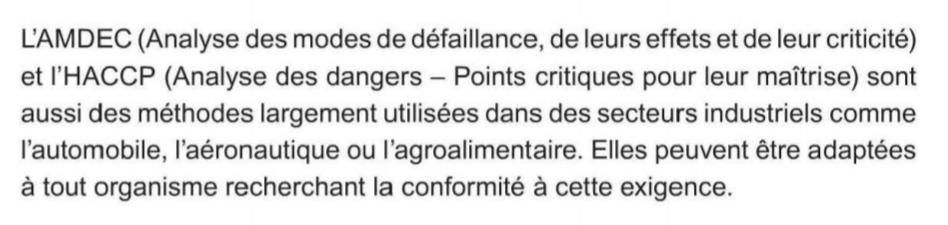 L’AMDEC (Analyse des modes de défaillance, de leurs effets et de leur criticité)
et l’HACCP (Analyse des dangers – Points critiques pour leur maîtrise) sont
aussi des méthodes largement utilisées dans des secteurs industriels comme
l’automobile, l’aéronautique ou l’agroalimentaire. Elles peuvent être adaptées
à tout organisme recherchant la conformité à cette exigence.